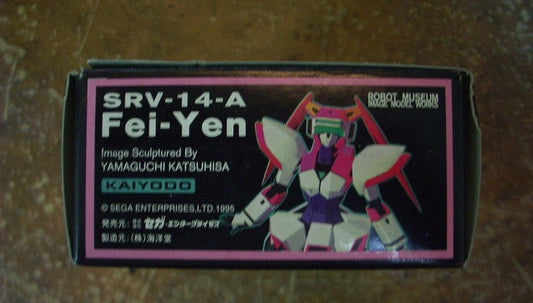 SRV-14-A
Fei-Yen
Image Sculptured By
YAMAGUCHI KATSUHISA
KAIYODO
© SEGA ENTERPRISES,LTD.1995
発売元: 株式会社 セガ・エンタープライゼス
製造元: (株)海洋堂
ROBOT MUSEUM
IMAGE MODEL WORKS